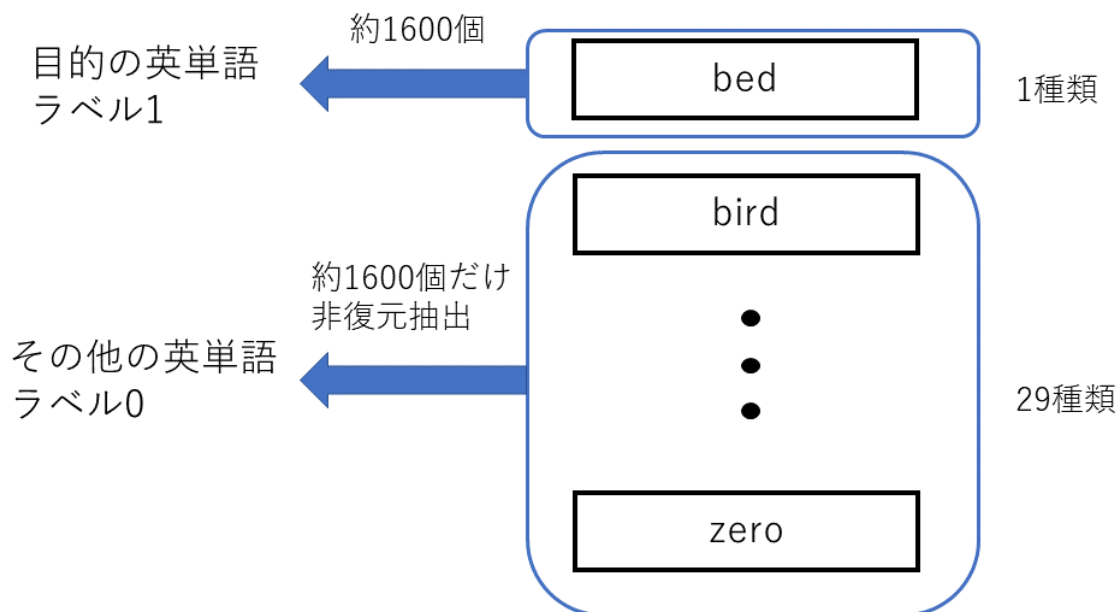 約1600個
目的の英単語
ラベル1
bed
1種類
bird
約1600個だけ
非復元抽出
その他の英単語
ラベル0
29種類
zero